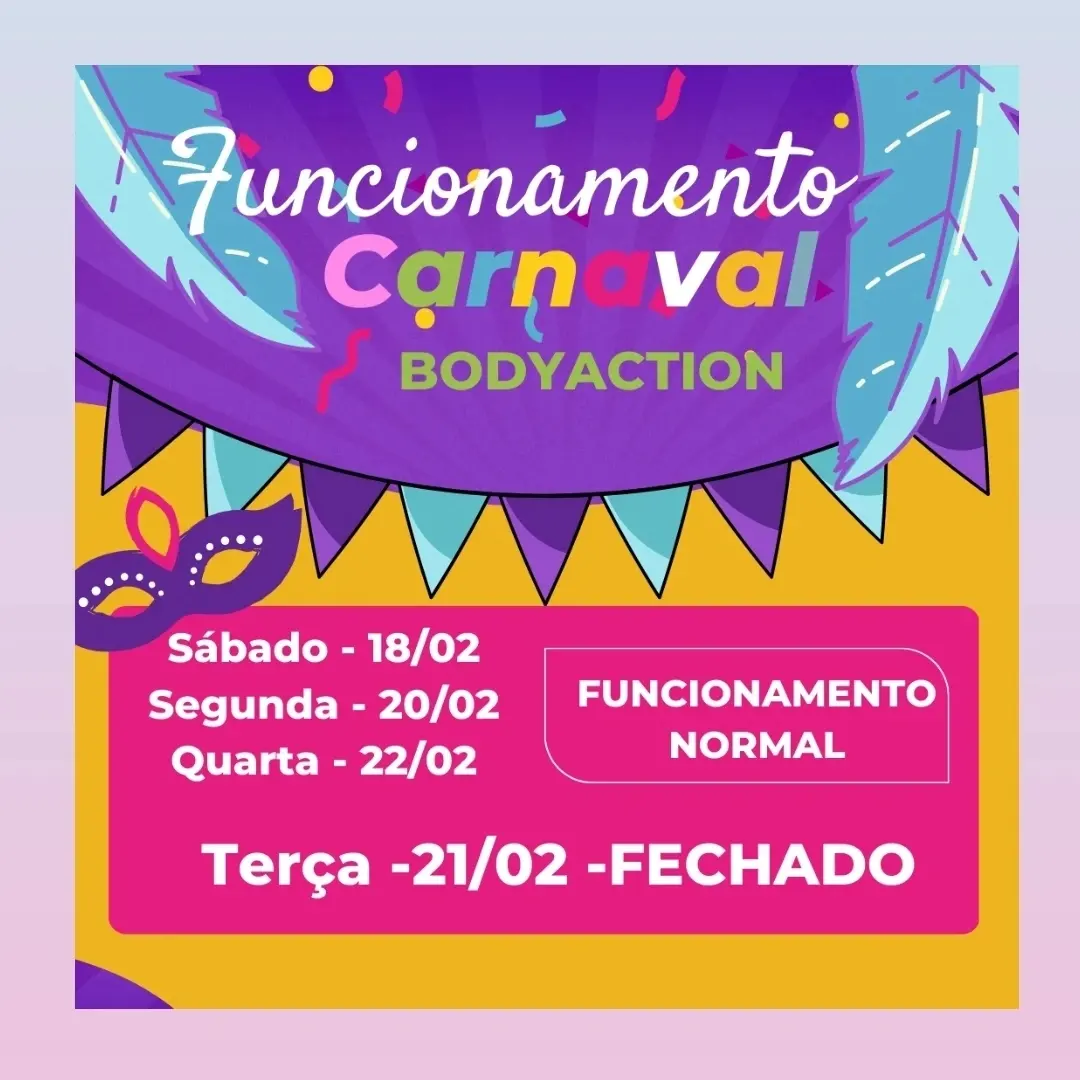 Funcionamento
Carnaval
BODYACTION
Sábado - 18/02
Segunda - 20/02
Quarta - 22/02
FUNCIONAMENTO
NORMAL
Terça -21/02 -FECHADO